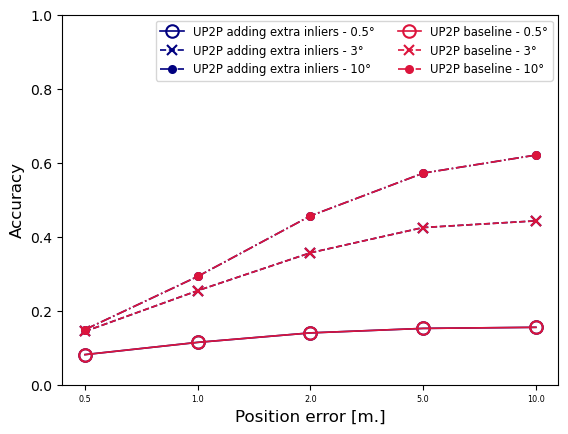 UP2P adding extra inliers - 0.5° UP2P baseline - 0.5°
UP2P adding extra inliers - 3° UP2P baseline - 3°
UP2P adding extra inliers - 10° UP2P baseline - 10°
1.0
0.8
0.6
0.4
0.2
0.0
Accuracy
0.5 1.0 2.0 5.0 10.0
Position error [m.]